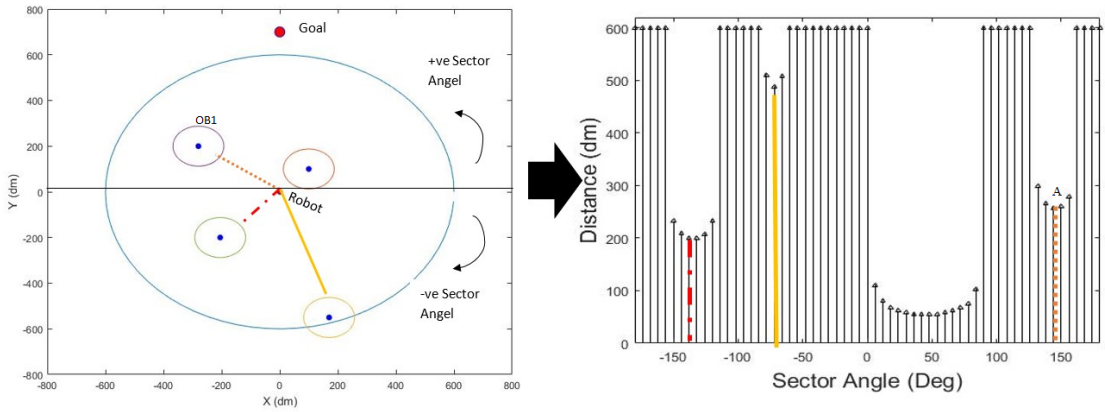 800
600
400
200
0
-200
-400
-600
-800
-800 -600 -400 -200 0 200 400 600 800
X (dm)
Y (dm)
Goal
+ve Sector
Angel
OB1
Robot
-ve Sector
Angel
600
500
400
300
200
100
0
-150 -100 -50 0 50 100 150
Sector Angle (Deg)
Distance (dm)
A